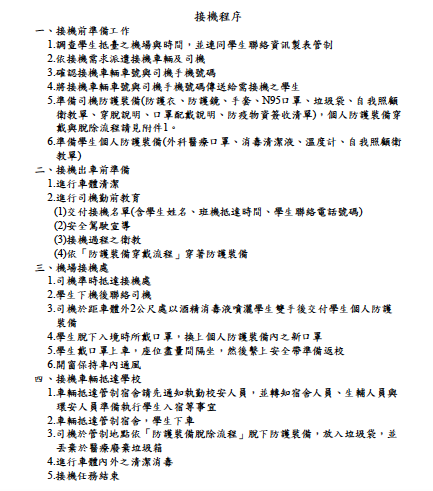 接機程序
一、接機前準備工作
1.調查學生抵臺之機場與時間，並連同學生聯絡資訊製表管制
2.依接機需求派遣接機車輛及司機
3.確認接機車輛車號與司機手機號碼
4.將接機車輛車號與司機手機號碼傳送給需接機之學生
5.準備司機防護裝備(防護衣、防護鏡、手套、N95口罩、垃圾袋、自我照顧
衛教單、穿脫說明、口罩配戴說明、防疫物資簽收清單)，個人防護裝備穿
戴與脫除流程請見附件1。
6.準備學生個人防護裝備(外科醫療口罩、消毒清潔液、溫度計、自我照顧衛
教單)
二、接機出車前準備
1.進行車體清潔
2.進行司機勤前教育
(1)交付接機名單(含學生姓名、班機抵達時間、學生聯絡電話號碼)
(2)安全駕駛宣導
(3)接機過程之衛教
(4)依「防護裝備穿戴流程」穿著防護裝備
三、機場接機處
1.司機準時抵達接機處
2.學生下機後聯絡司機
3.司機於距車體外2公尺處以酒精消毒液噴灑學生雙手後交付學生個人防護
裝備
4.學生脫下入境時所戴口罩，換上個人防護裝備內之新口罩
5.學生戴口罩上車，座位盡量間隔坐，然後繫上安全帶準備返校
6.開窗保持車內通風
四、接機車輛抵達學校
1.車輛抵達管制宿舍前請先通知執勤校安人員，並轉知宿舍人員、生輔人員與
環安人員準備執行學生入宿等事宜
2.車輛抵達管制宿舍，學生下車
3.司機於管制地點依「防護裝備脫除流程」脫下防護裝備，放入垃圾袋，並
丟棄於醫療廢棄垃圾箱
4.進行車體內外之清潔消毒
5.接機任務結束